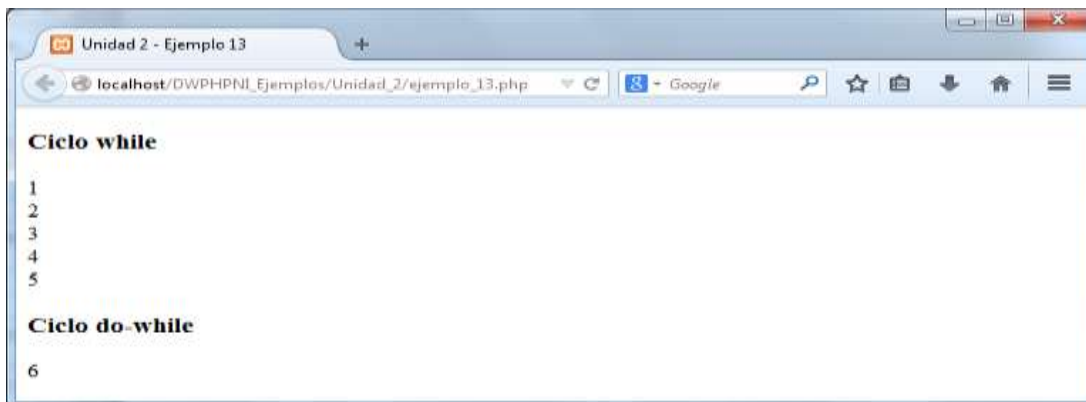 Unidad 2 - Ejemplo 13
localhost/DWPHPNI_Ejemplos/Unidad_2/ejemplo_13.php
Google
Ciclo while
1
2
3
4
5
Ciclo do-while
6